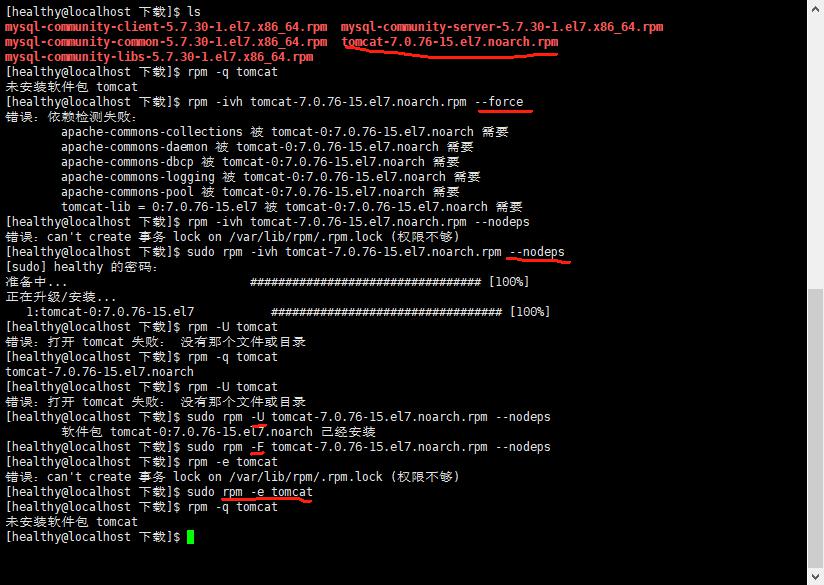 [healthy@localhost 下载]$ ls
mysql-community-client-5.7.30-1.el7.x86_64.rpm  mysql-community-server-5.7.30-1.el7.x86_64.rpm
mysql-community-common-5.7.30-1.el7.x86_64.rpm  tomcat-7.0.76-15.el7.noarch.rpm
mysql-community-libs-5.7.30-1.el7.x86_64.rpm
[healthy@localhost 下载]$ rpm -q tomcat
未安装软件包 tomcat
[healthy@localhost 下载]$ rpm -ivh tomcat-7.0.76-15.el7.noarch.rpm --force
错误：依赖检测失败：
        apache-commons-collections 被 tomcat-0:7.0.76-15.el7.noarch 需要
        apache-commons-daemon 被 tomcat-0:7.0.76-15.el7.noarch 需要
        apache-commons-dbcp 被 tomcat-0:7.0.76-15.el7.noarch 需要
        apache-commons-logging 被 tomcat-0:7.0.76-15.el7.noarch 需要
        apache-commons-pool 被 tomcat-0:7.0.76-15.el7.noarch 需要
        tomcat-lib = 0:7.0.76-15.el7 被 tomcat-0:7.0.76-15.el7.noarch 需要
[healthy@localhost 下载]$ rpm -ivh tomcat-7.0.76-15.el7.noarch.rpm --nodeps
错误：can't create 事务 lock on /var/lib/rpm/.rpm.lock (权限不够)
[healthy@localhost 下载]$ sudo rpm -ivh tomcat-7.0.76-15.el7.noarch.rpm --nodeps
[sudo] healthy 的密码：
准备中...                          ################################# [100%]
正在升级/安装...
   1:tomcat-0:7.0.76-15.el7           ################################# [100%]
[healthy@localhost 下载]$ rpm -U tomcat
错误：打开 tomcat 失败： 没有那个文件或目录
[healthy@localhost 下载]$ rpm -q tomcat
tomcat-7.0.76-15.el7.noarch
[healthy@localhost 下载]$ rpm -U tomcat
错误：打开 tomcat 失败： 没有那个文件或目录
[healthy@localhost 下载]$ sudo rpm -U tomcat-7.0.76-15.el7.noarch.rpm --nodeps
        软件包 tomcat-0:7.0.76-15.el7.noarch 已经安装
[healthy@localhost 下载]$ sudo rpm -F tomcat-7.0.76-15.el7.noarch.rpm --nodeps
[healthy@localhost 下载]$ rpm -e tomcat
错误：can't create 事务 lock on /var/lib/rpm/.rpm.lock (权限不够)
[healthy@localhost 下载]$ sudo rpm -e tomcat
[healthy@localhost 下载]$ rpm -q tomcat
未安装软件包 tomcat
[healthy@localhost 下载]$